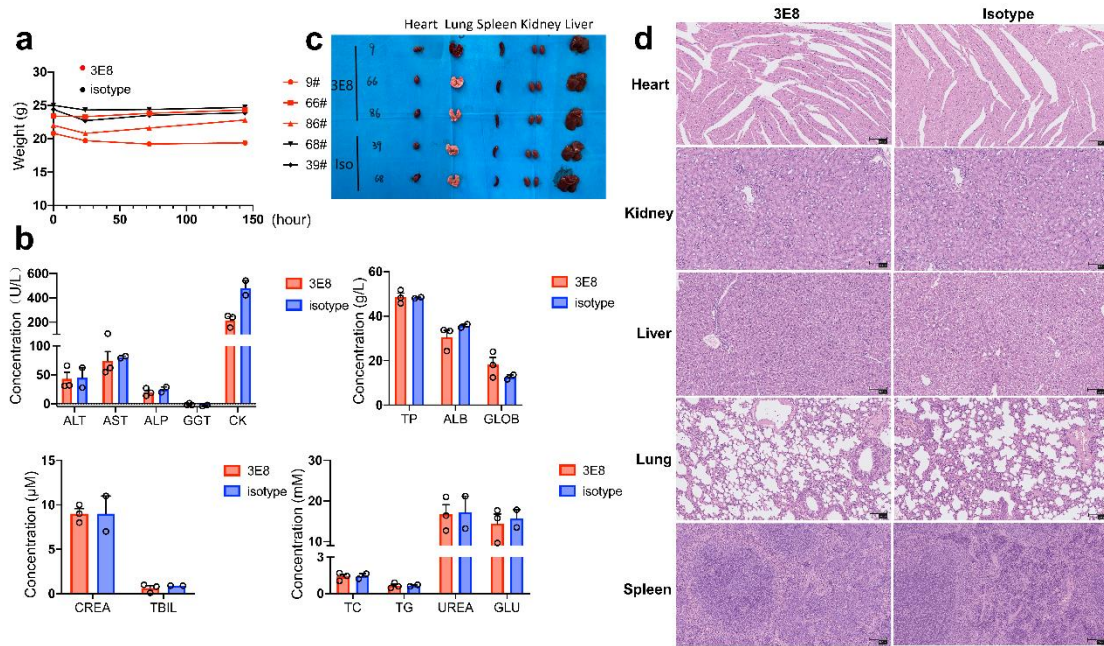 a
3E8
isotype
Weight (g)
30
25
20
15
10
0
50
100
150
(hour)
9#
66#
86#
68#
39#
c
Heart Lung Spleen Kidney Liver
3E8
Iso
9
66
86
39
68
b
Concentration (U/L)
600
400
200
100
50
0
ALT
AST
ALP
GGT
CK
3E8
isotype
Concentration (g/L)
60
40
20
0
TP
ALB
GLOB
3E8
isotype
Concentration (μM)
15
10
5
0
CREA
TBIL
3E8
isotype
Concentration (mM)
30
20
10
3
0
TC
TG
UREA
GLU
3E8
isotype
d
3E8
Isotype
Heart
Kidney
Liver
Lung
Spleen